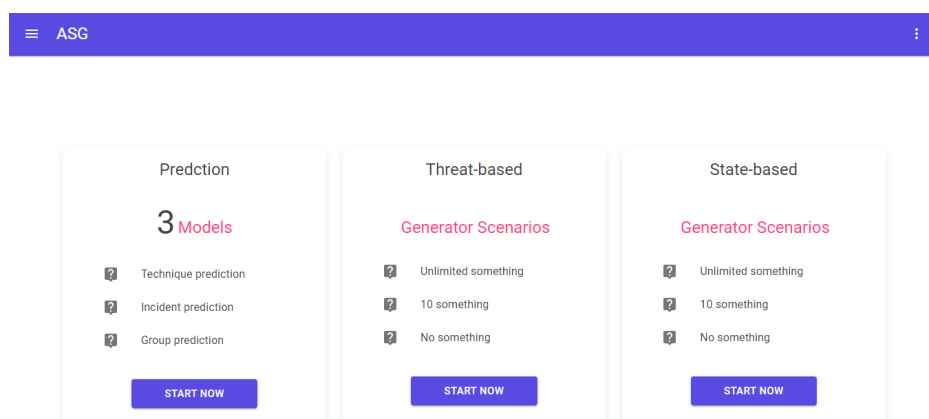 ASG
Predction
3 Models
Technique prediction
Incident prediction
Group prediction
START NOW
Threat-based
Generator Scenarios
Unlimited something
10 something
No something
START NOW
State-based
Generator Scenarios
Unlimited something
10 something
No something
START NOW